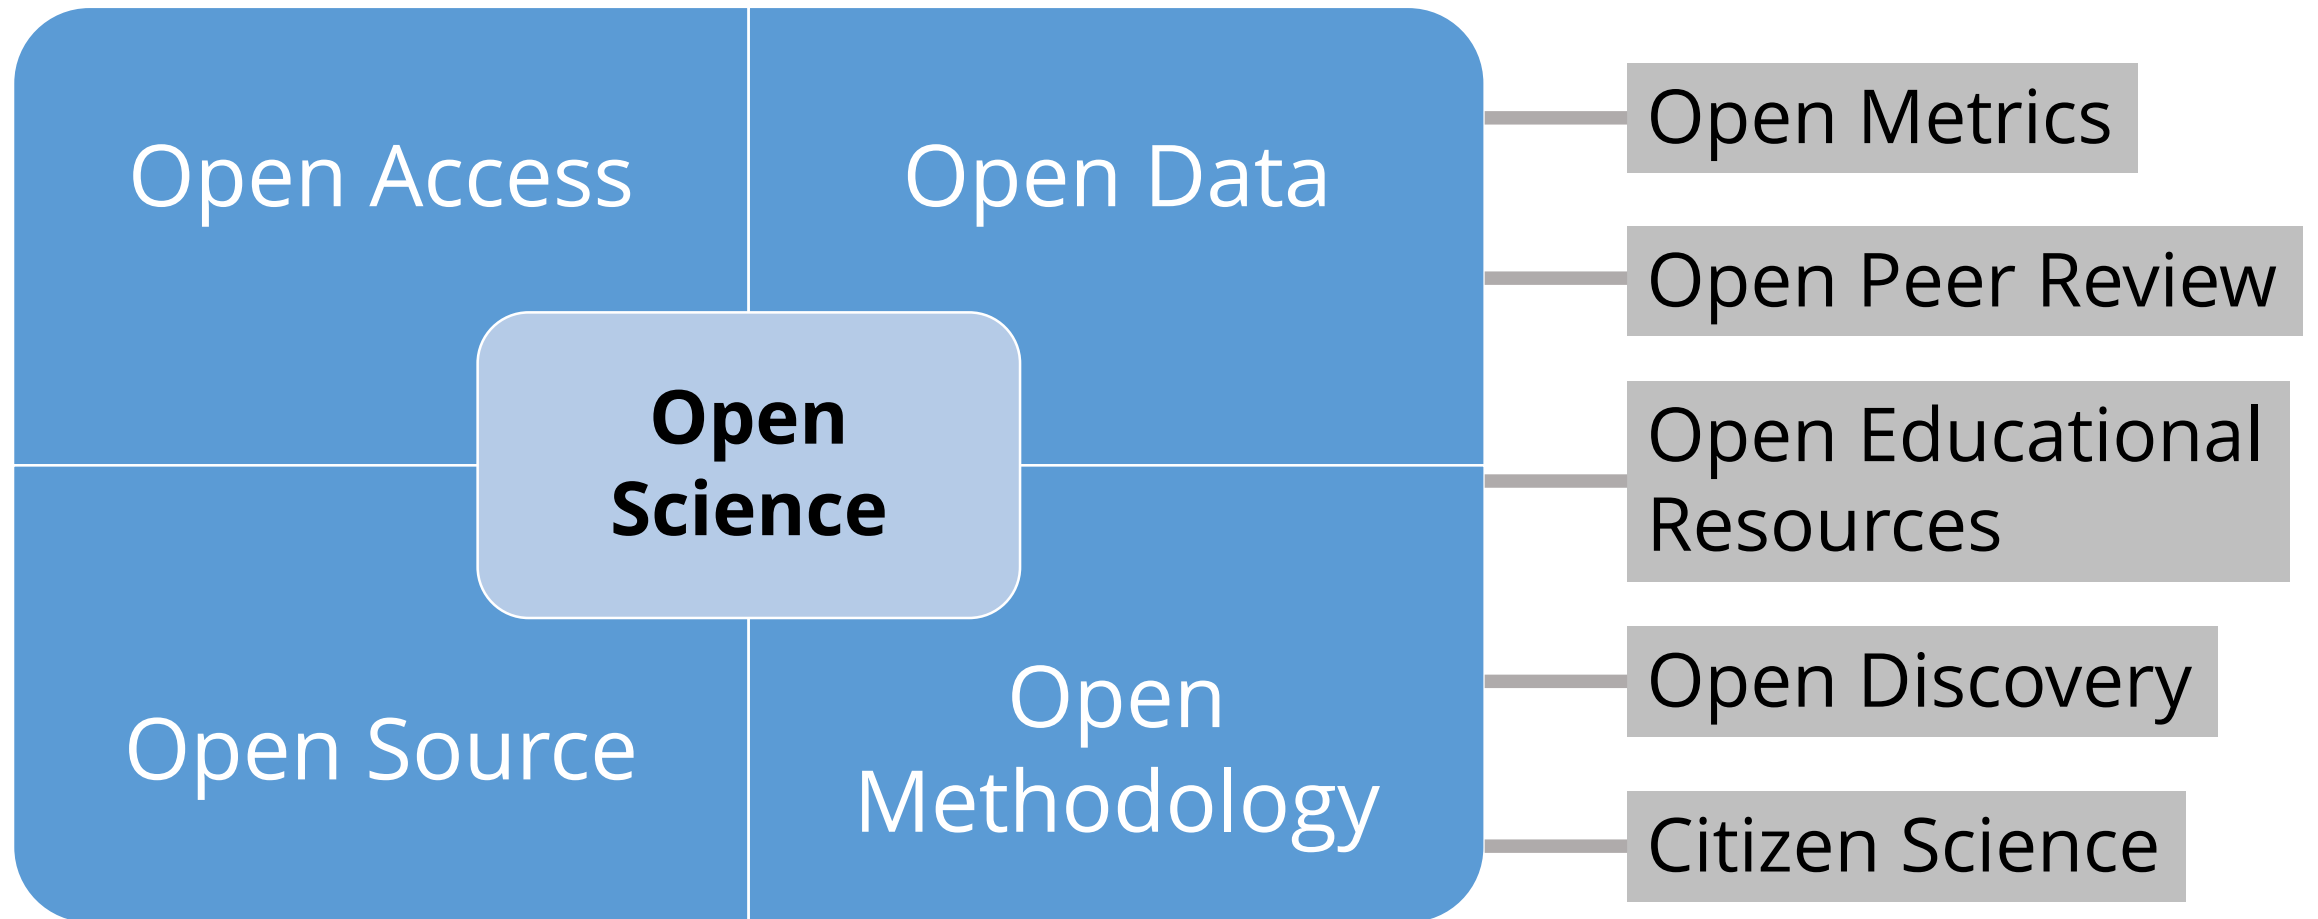 Open Access
Open Data
Open
Science
Open Source
Open
Methodology
Open Metrics
Open Peer Review
Open Educational
Resources
Open Discovery
Citizen Science